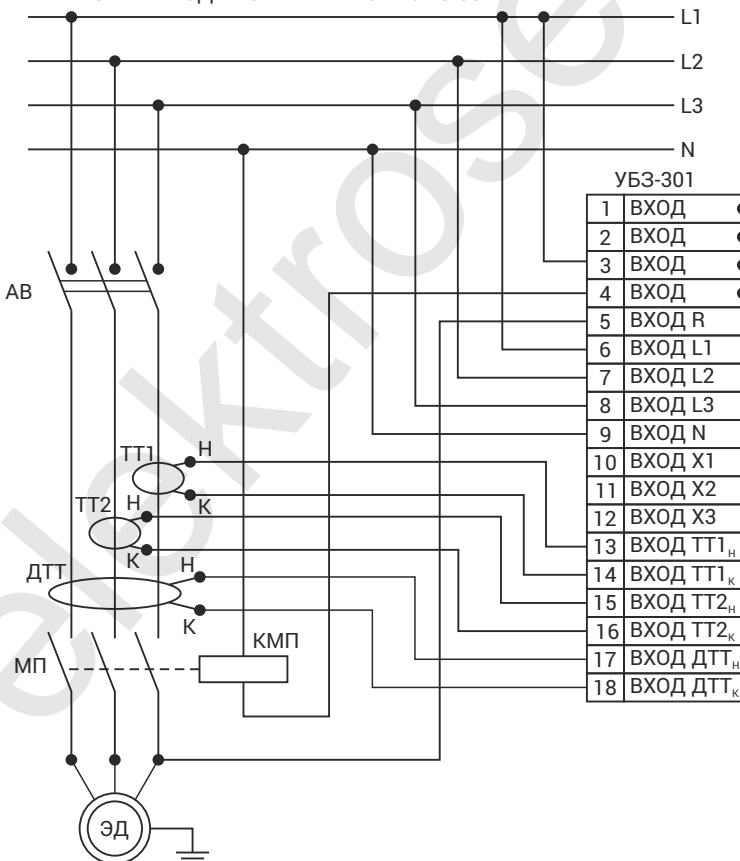 L1
L2
L3
N
УБЗ-301
1 ВХОД
2 ВХОД
3 ВХОД
4 ВХОД
5 ВХОД R
6 ВХОД L1
7 ВХОД L2
8 ВХОД L3
9 ВХОД N
10 ВХОД X1
11 ВХОД X2
12 ВХОД X3
13 ВХОД ТТ1н
14 ВХОД ТТ1к
15 ВХОД ТТ2н
16 ВХОД ТТ2к
17 ВХОД ДТТн
18 ВХОД ДТТк
АВ
ТТ1 Н
К
ТТ2 Н
К
ДТТ Н
К
МП
КМП
ЭД
elektrose